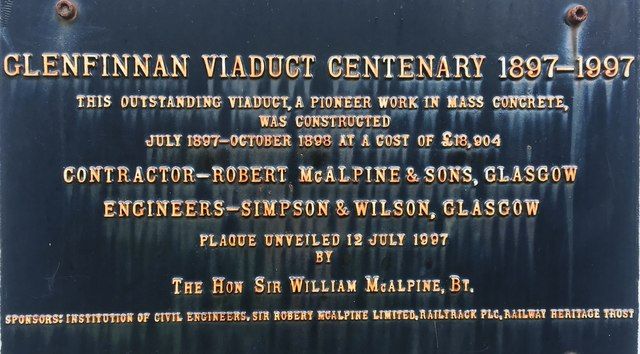 GLENFINNAN VIADUCT CENTENARY 1897–1997
THIS OUTSTANDING VIADUCT, A PIONEER WORK IN MASS CONCRETE,
WAS CONSTRUCTED
JULY 1897–OCTOBER 1898 AT A COST OF £18,904
CONTRACTOR–ROBERT McALPINE & SONS, GLASGOW
ENGINEERS–SIMPSON & WILSON, GLASGOW
PLAQUE UNVEILED 12 JULY 1997
BY
THE HON SIR WILLIAM McALPINE, BT.
SPONSORS: INSTITUTION OF CIVIL ENGINEERS, SIR ROBERT McALPINE LIMITED, RAILTRACK PLC, RAILWAY HERITAGE TRUST